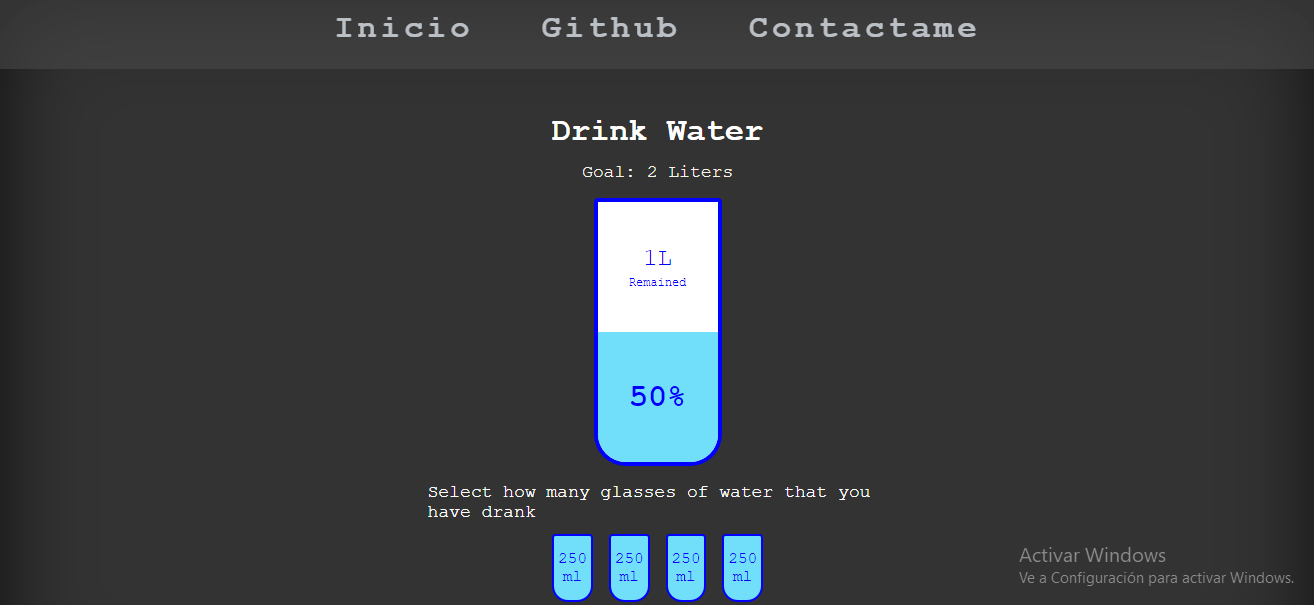 Inicio Github Contactame
Drink Water
Goal: 2 Liters
1L
Remained
50%
Select how many glasses of water that you
have drank
250 250 250 250
ml ml ml ml
Activar Windows
Ve a Configuración para activar Windows.